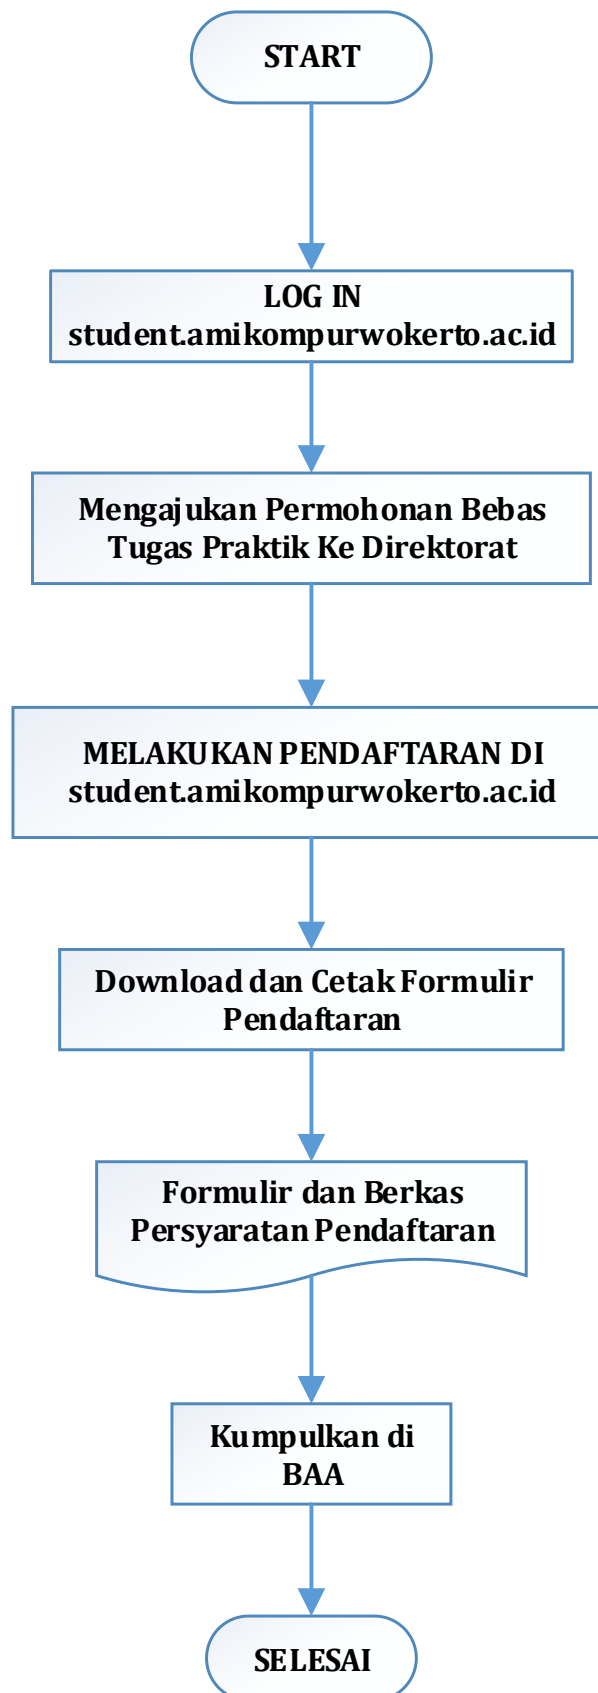 START
LOG IN
student.amikompurwokerto.ac.id
Mengajukan Permohonan Bebas
Tugas Praktik Ke Direktorat
MELAKUKAN PENDAFTARAN DI
student.amikompurwokerto.ac.id
Download dan Cetak Formulir
Pendaftaran
Formulir dan Berkas
Persyaratan Pendaftaran
Kumpulkan di
BAA
SELESAI